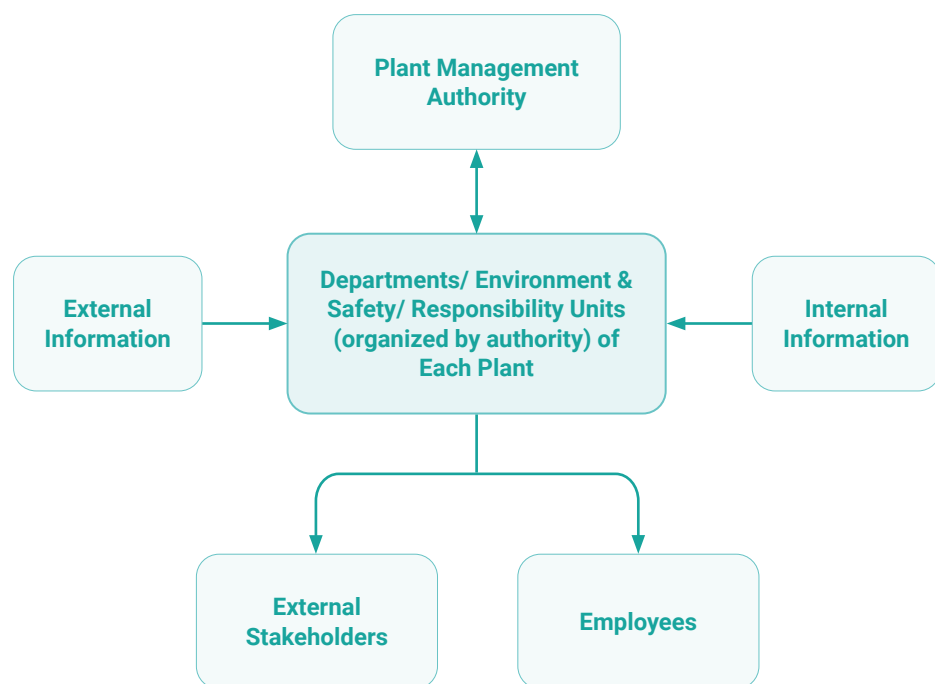 Plant Management
Authority
External
Information
Departments/ Environment &
Safety/ Responsibility Units
(organized by authority) of
Each Plant
Internal
Information
External
Stakeholders
Employees